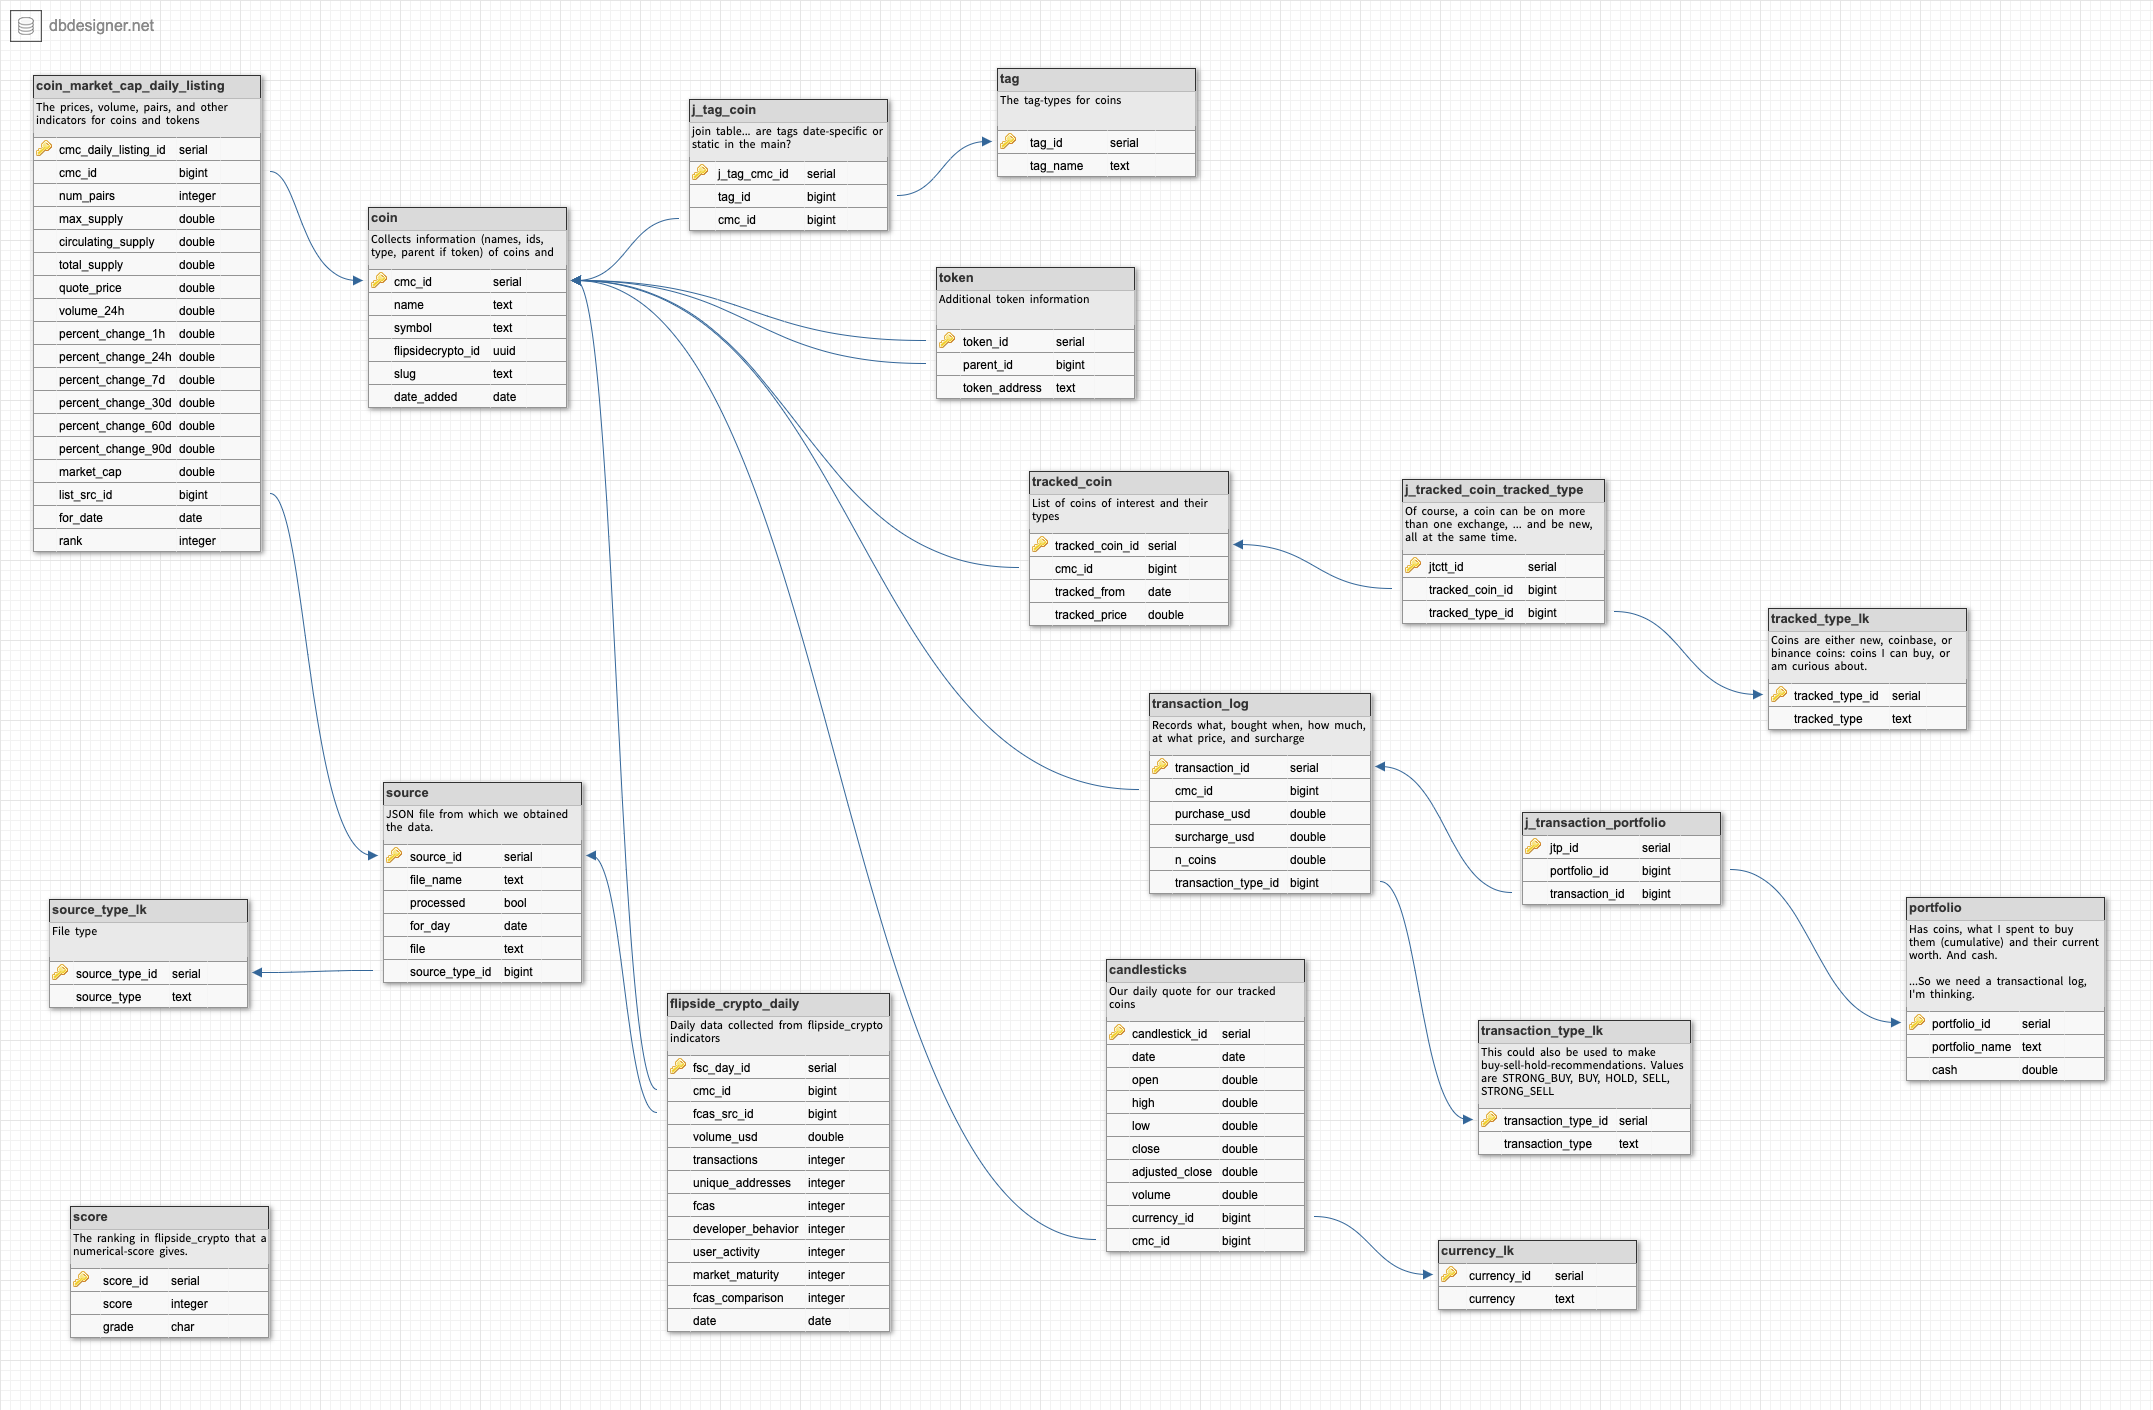 dbdesigner.net
coin_market_cap_daily_listing
The prices, volume, pairs, and other
indicators for coins and tokens
cmc_daily_listing_id serial
cmc_id bigint
num_pairs integer
max_supply double
circulating_supply double
total_supply double
quote_price double
volume_24h double
percent_change_1h double
percent_change_24h double
percent_change_7d double
percent_change_30d double
percent_change_60d double
percent_change_90d double
market_cap double
list_src_id bigint
for_date date
rank integer
coin
Collects information (names, ids,
type, parent if token) of coins and
cmc_id serial
name text
symbol text
flipsidecrypto_id uuid
slug text
date_added date
j_tag_coin
join table... are tags date-specific or
static in the main?
j_tag_cmc_id serial
tag_id bigint
cmc_id bigint
tag
The tag-types for coins
tag_id serial
tag_name text
token
Additional token information
token_id serial
parent_id bigint
token_address text
tracked_coin
List of coins of interest and their
types
tracked_coin_id serial
cmc_id bigint
tracked_from date
tracked_price double
j_tracked_coin_tracked_type
Of course, a coin can be on more
than one exchange, ... and be new,
all at the same time.
jtctt_id serial
tracked_coin_id bigint
tracked_type_id bigint
tracked_type_lk
Coins are either new, coinbase, or
binance coins: coins I can buy, or
am curious about.
tracked_type_id serial
tracked_type text
transaction_log
Records what, bought when, how much,
at what price, and surcharge
transaction_id serial
cmc_id bigint
purchase_usd double
surcharge_usd double
n_coins double
transaction_type_id bigint
j_transaction_portfolio
jtp_id serial
portfolio_id bigint
transaction_id bigint
portfolio
Has coins, what I spent to buy
them (cumulative) and their current
worth. And cash.
...So we need a transactional log,
I'm thinking.
portfolio_id serial
portfolio_name text
cash double
source
JSON file from which we obtained
the data.
source_id serial
file_name text
processed bool
for_day date
file text
source_type_id bigint
source_type_lk
File type
source_type_id serial
source_type text
flipside_crypto_daily
Daily data collected from flipside_crypto
indicators
fsc_day_id serial
cmc_id bigint
fcas_src_id bigint
volume_usd double
transactions integer
unique_addresses integer
fcas integer
developer_behavior integer
user_activity integer
market_maturity integer
fcas_comparison integer
date date
candlesticks
Our daily quote for our tracked
coins
candlestick_id serial
date date
open double
high double
low double
close double
adjusted_close double
volume double
currency_id bigint
cmc_id bigint
transaction_type_lk
This could also be used to make
buy-sell-hold-recommendations. Values
are STRONG_BUY, BUY, HOLD, SELL,
STRONG_SELL
transaction_type_id serial
transaction_type text
currency_lk
currency_id serial
currency text
score
The ranking in flipside_crypto that a
numerical-score gives.
score_id serial
score integer
grade char